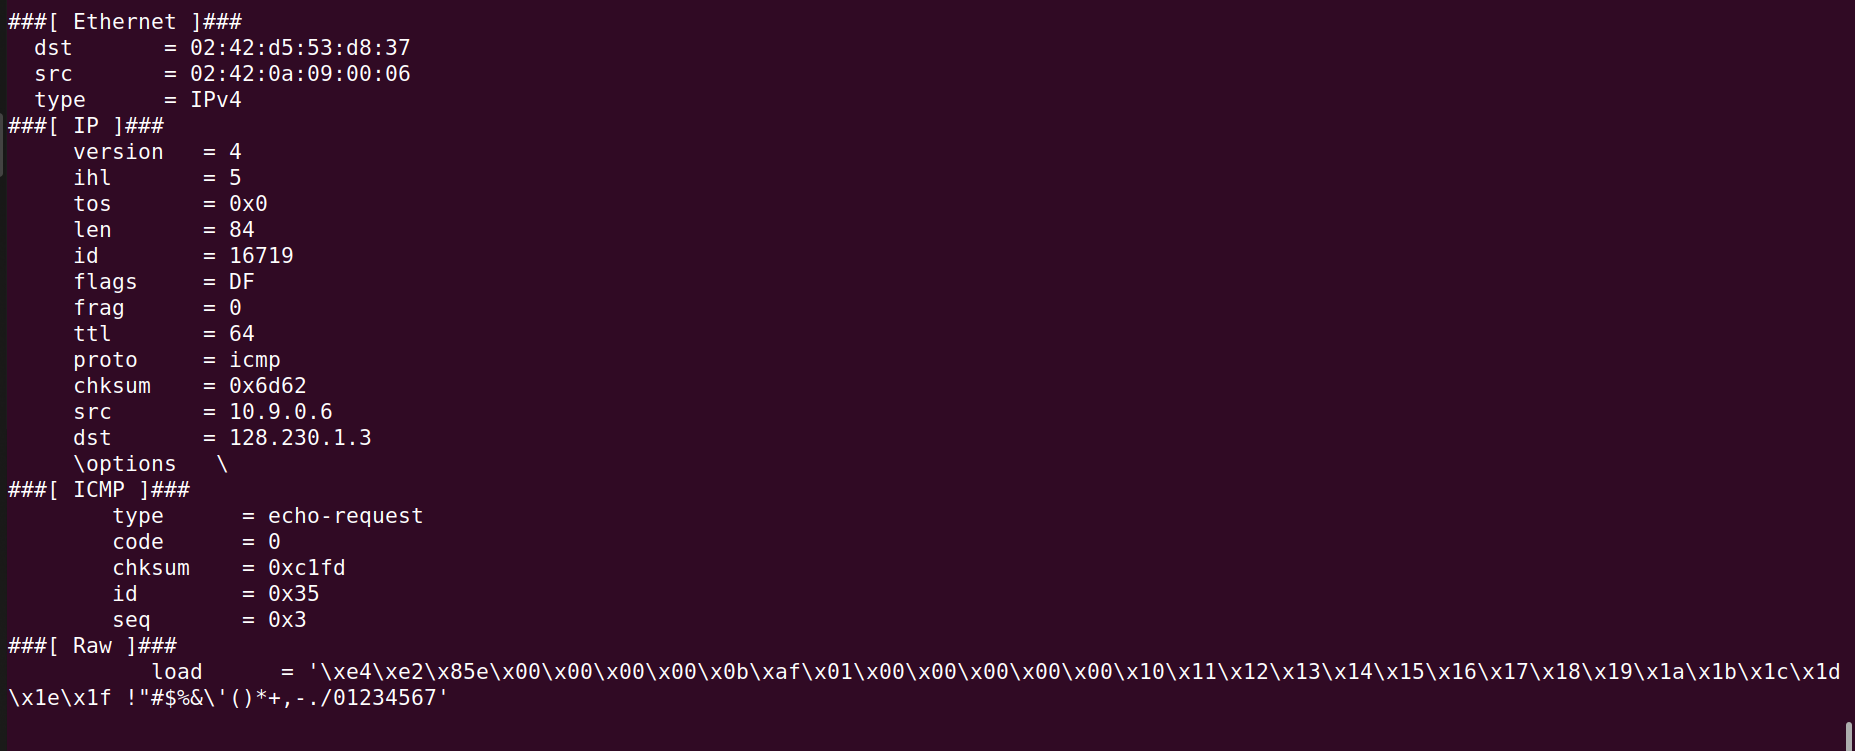 ###[ Ethernet ]###
  dst       = 02:42:d5:53:d8:37
  src       = 02:42:0a:09:00:06
  type      = IPv4
###[ IP ]###
     version   = 4
     ihl       = 5
     tos       = 0x0
     len       = 84
     id        = 16719
     flags     = DF
     frag      = 0
     ttl       = 64
     proto     = icmp
     chksum    = 0x6d62
     src       = 10.9.0.6
     dst       = 128.230.1.3
     \options   \
###[ ICMP ]###
        type      = echo-request
        code      = 0
        chksum    = 0xc1fd
        id        = 0x35
        seq       = 0x3
###[ Raw ]###
           load      = '\xe4\xe2\x85e\x00\x00\x00\x00\x0b\xaf\x01\x00\x00\x00\x00\x00\x10\x11\x12\x13\x14\x15\x16\x17\x18\x19\x1a\x1b\x1c\x1d
\x1e\x1f !"#$%&\'()*+,-./01234567'